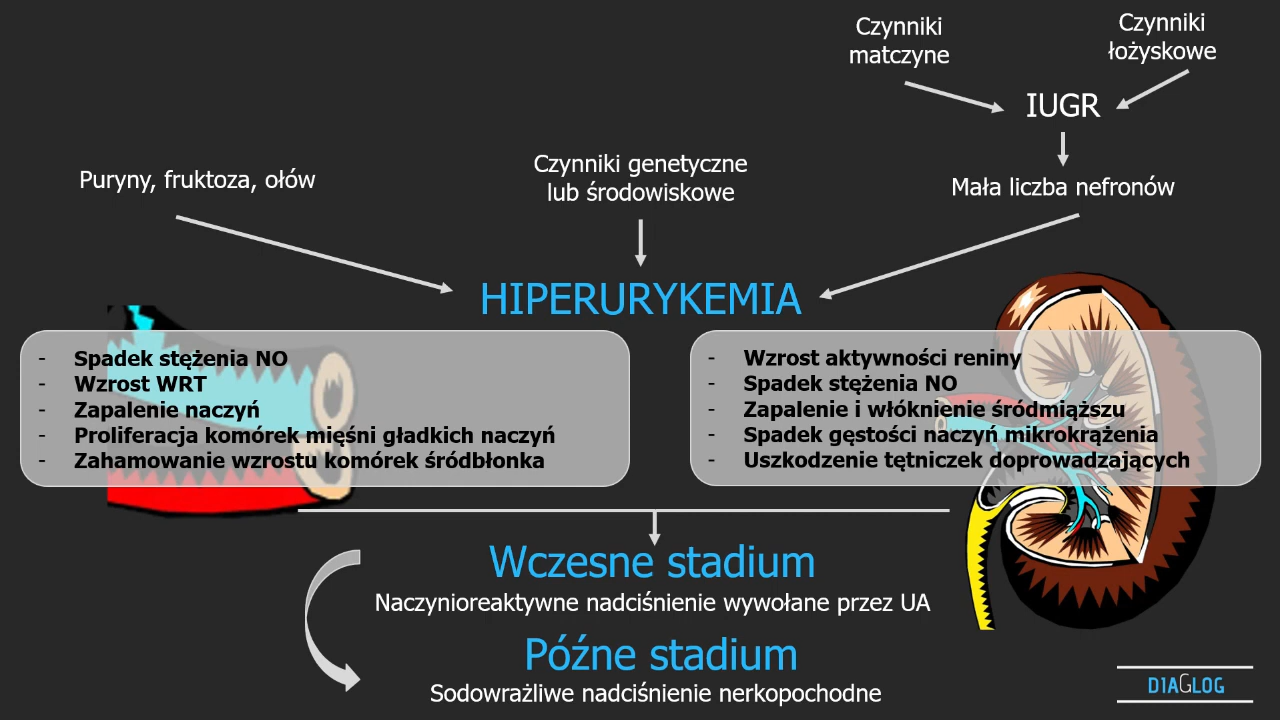 Czynniki
matczyne
Czynniki
łożyskowe
IUGR
Puryny, fruktoza, ołów
Czynniki genetyczne
lub środowiskowe
Mała liczba nefronów
HIPERURYKEMIA
- Spadek stężenia NO
- Wzrost WRT
- Zapalenie naczyń
- Proliferacja komórek mięśni gładkich naczyń
- Zahamowanie wzrostu komórek śródbłonka
- Wzrost aktywności reniny
- Spadek stężenia NO
- Zapalenie i włóknienie śródmiąższu
- Spadek gęstości naczyń mikrokrążenia
- Uszkodzenie tętniczek doprowadzających
Wczesne stadium
Naczynioreaktywne nadciśnienie wywołane przez UA
Późne stadium
Sodowrażliwe nadciśnienie nerkopochodne
DIAGLOG